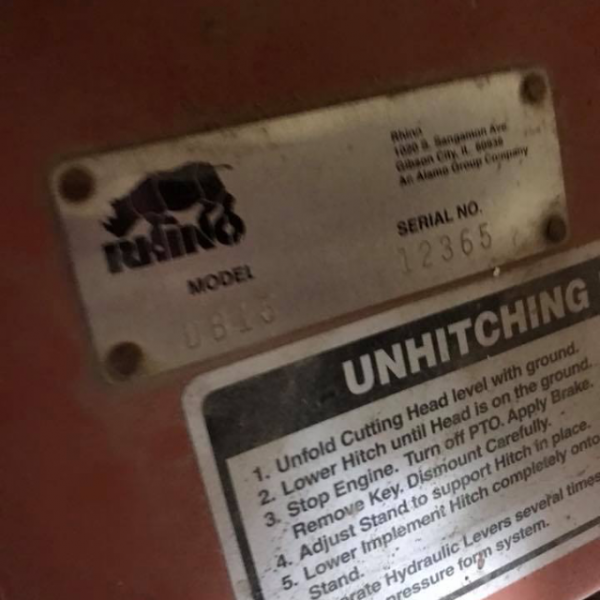 Rhino
1020 S. Sangamon Ave.
Gibson City, IL 60936
An Alamo Group Company
RHINO
SERIAL NO.
12365
MODEL
UNHITCHING
1. Unfold Cutting Head level with ground.
2. Lower Hitch until Head is on the ground.
3. Stop Engine. Turn off PTO. Apply Brake.
Remove Key. Dismount Carefully.
4. Adjust Stand to support Hitch in place.
5. Lower Implement Hitch completely onto
Stand.
erate Hydraulic Levers several times
pressure form system.